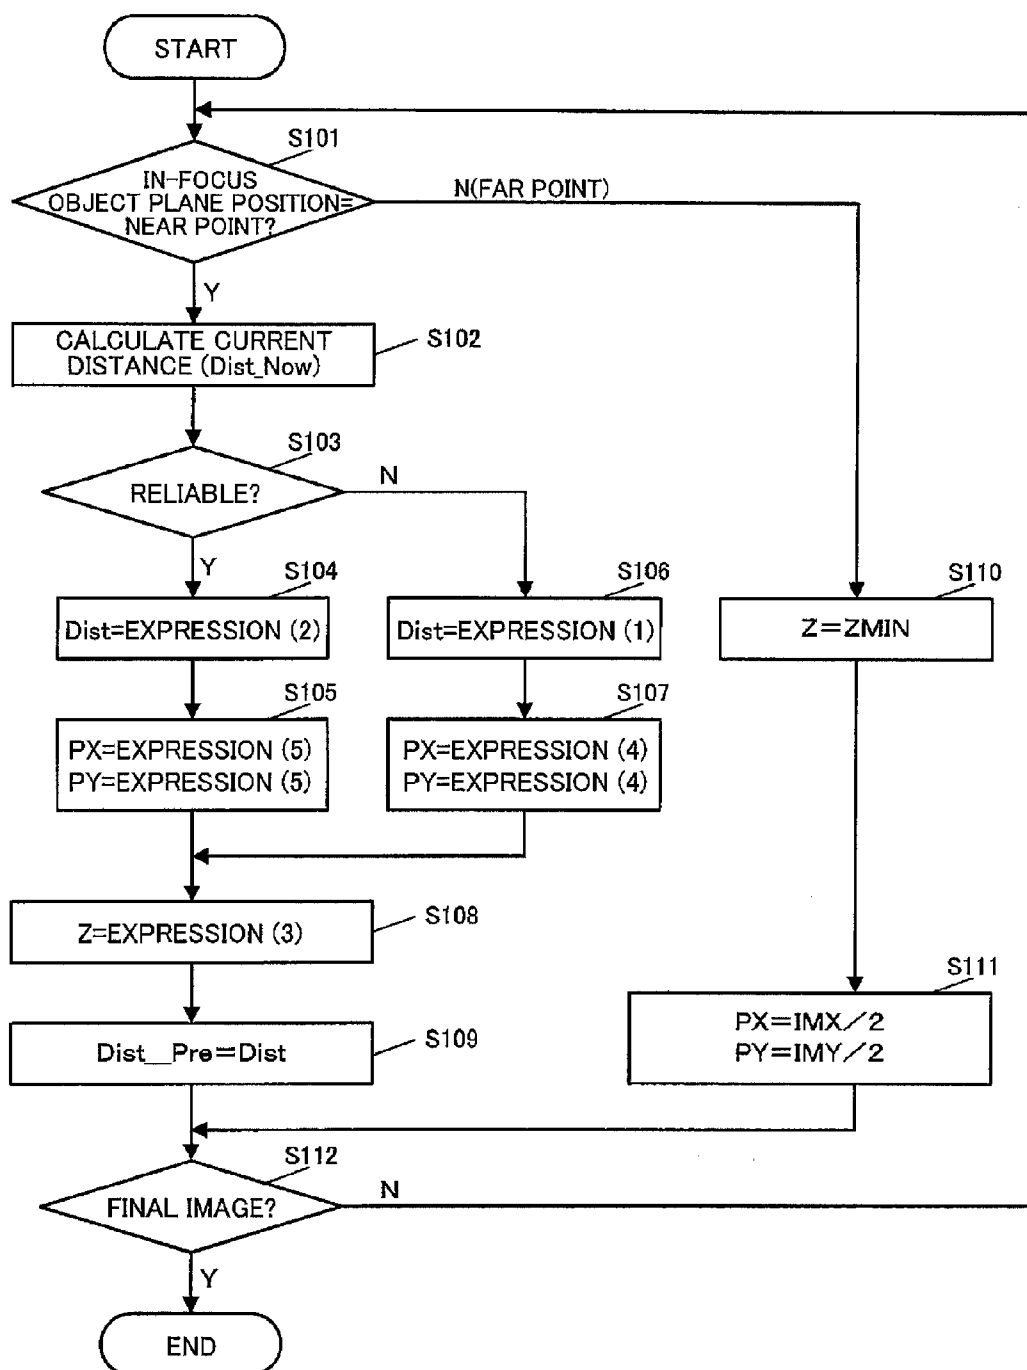 START
S101
IN-FOCUS
OBJECT PLANE POSITION=
NEAR POINT?
N(FAR POINT)
Y
CALCULATE CURRENT
DISTANCE (Dist_Now)
S102
S103
RELIABLE?
N
Y
S104
Dist=EXPRESSION (2)
S106
Dist=EXPRESSION (1)
S110
Z=ZMIN
S105
PX=EXPRESSION (5)
PY=EXPRESSION (5)
S107
PX=EXPRESSION (4)
PY=EXPRESSION (4)
S108
Z=EXPRESSION (3)
S111
PX=IMX/2
PY=IMY/2
S109
Dist__Pre=Dist
S112
FINAL IMAGE?
N
Y
END